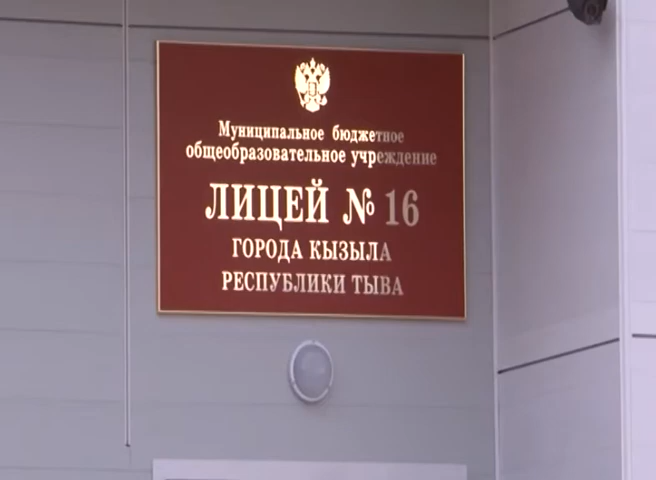 Муниципальное бюджетное
общеобразовательное учреждение
ЛИЦЕЙ № 16
ГОРОДА КЫЗЫЛА
РЕСПУБЛИКИ ТЫВА